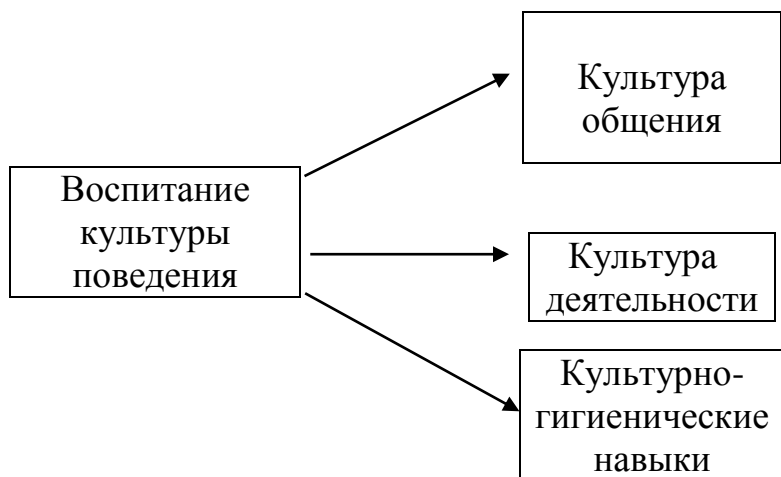 Воспитание
культуры
поведения
Культура
общения
Культура
деятельности
Культурно-
гигиенические
навыки